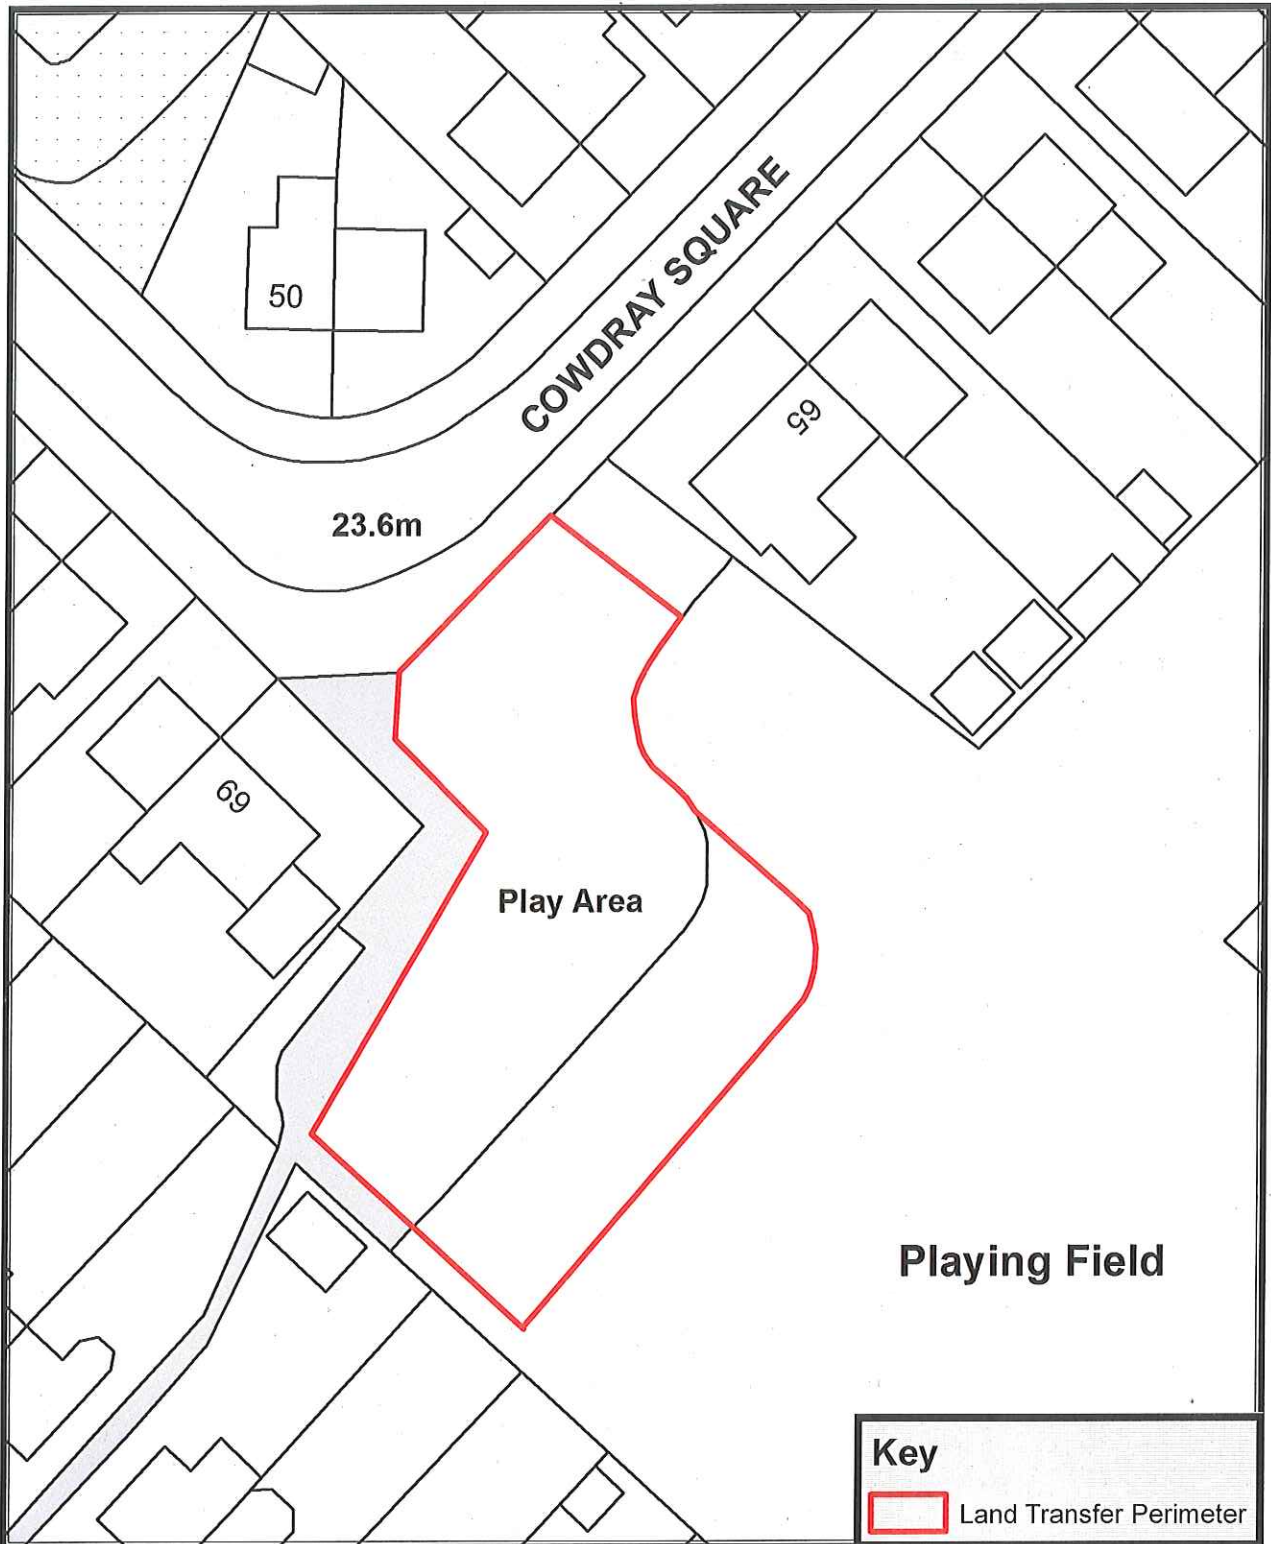 COWDRAY SQUARE
50
65
23.6m
69
Play Area
Playing Field
Key
Land Transfer Perimeter